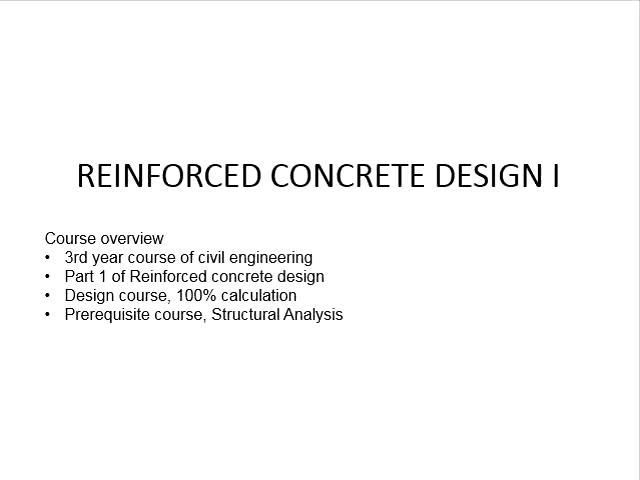 REINFORCED CONCRETE DESIGN I
Course overview
• 3rd year course of civil engineering
• Part 1 of Reinforced concrete design
• Design course, 100% calculation
• Prerequisite course, Structural Analysis